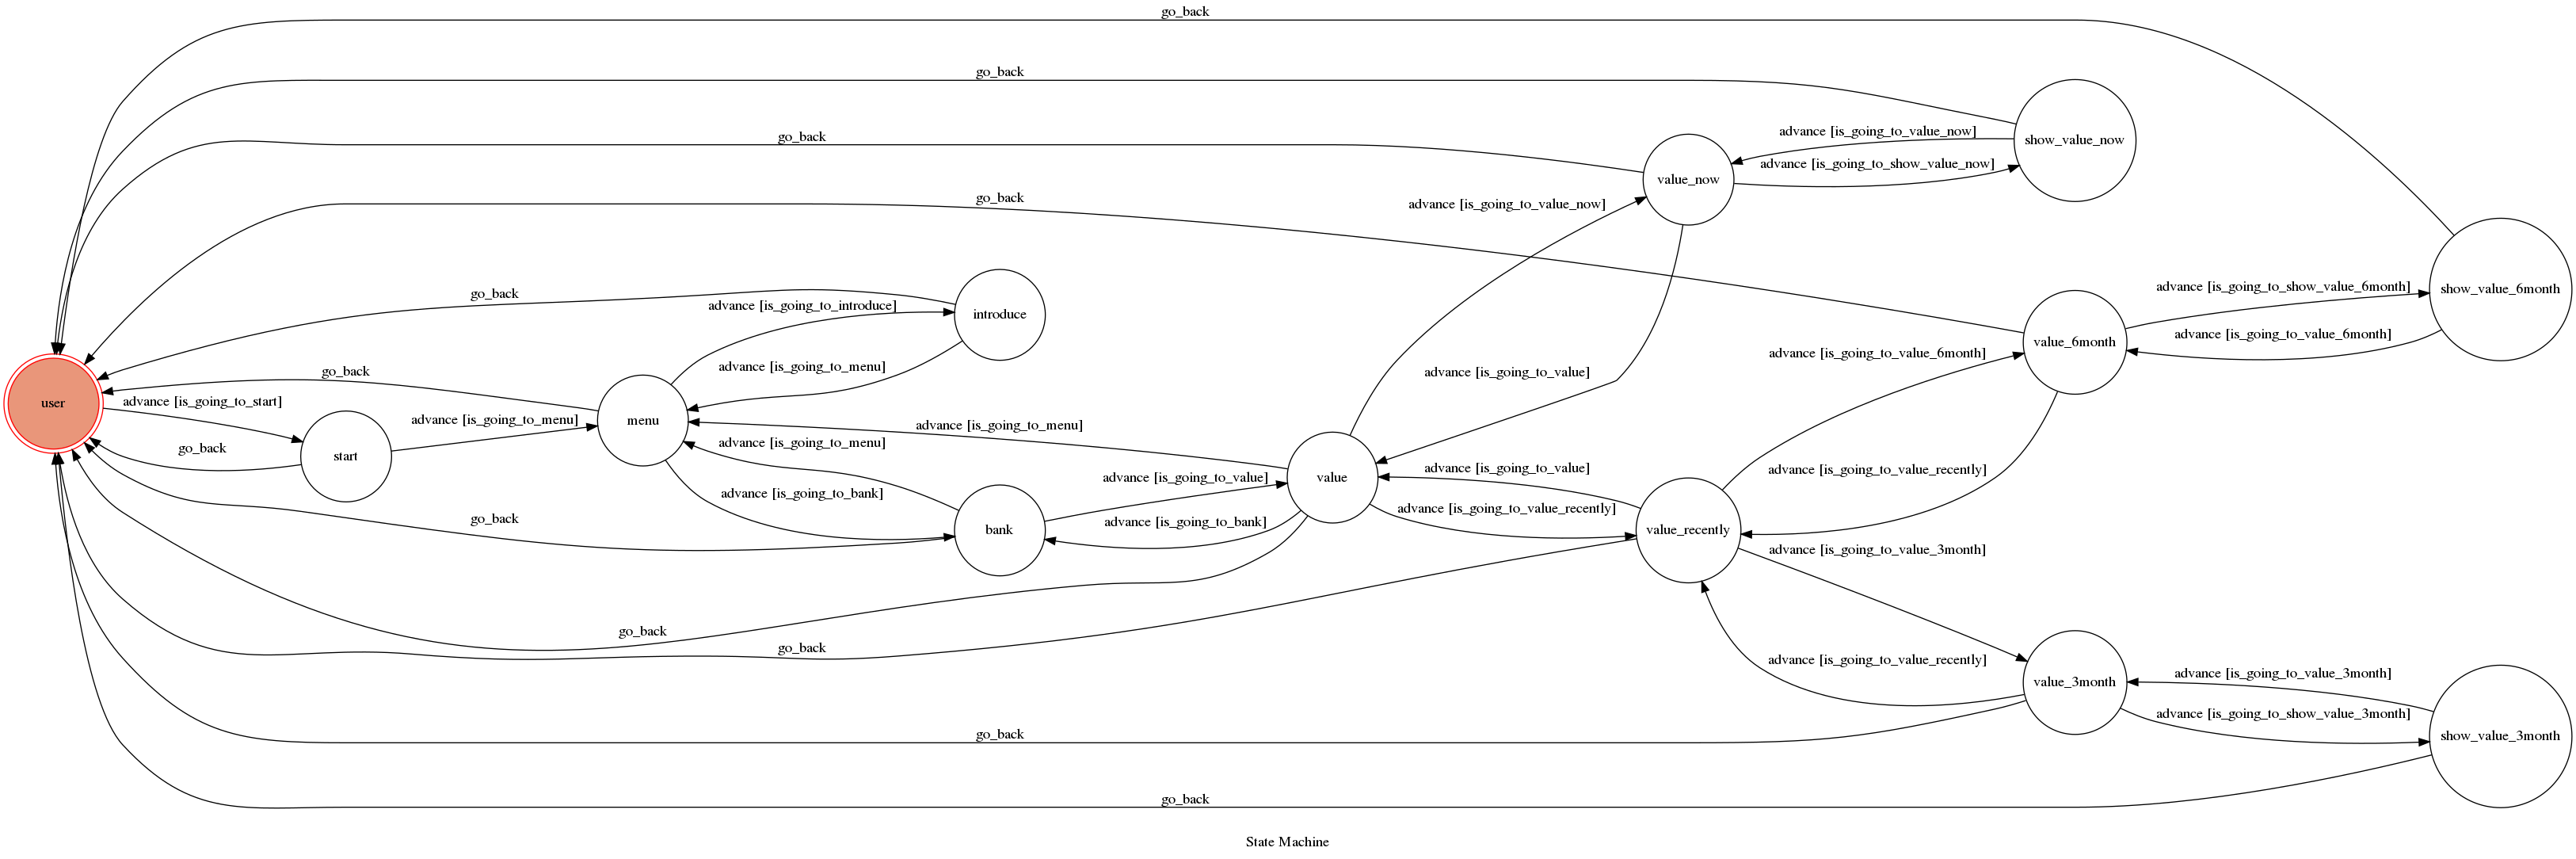 go_back
go_back
advance [is_going_to_value_now]
go_back
show_value_now
advance [is_going_to_show_value_now]
value_now
go_back
advance [is_going_to_value_now]
advance [is_going_to_show_value_6month]
show_value_6month
go_back
advance [is_going_to_introduce]
introduce
advance [is_going_to_value_6month]
value_6month
advance [is_going_to_value_6month]
advance [is_going_to_menu]
go_back
advance [is_going_to_value]
user
advance [is_going_to_start]
advance [is_going_to_menu]
menu
advance [is_going_to_menu]
go_back
start
advance [is_going_to_menu]
advance [is_going_to_value]
advance [is_going_to_value_recently]
advance [is_going_to_value]
value
advance [is_going_to_bank]
advance [is_going_to_value_recently]
go_back
advance [is_going_to_bank]
bank
value_recently
advance [is_going_to_value_3month]
go_back
go_back
advance [is_going_to_value_recently]
advance [is_going_to_value_3month]
value_3month
advance [is_going_to_show_value_3month]
go_back
show_value_3month
go_back
State Machine